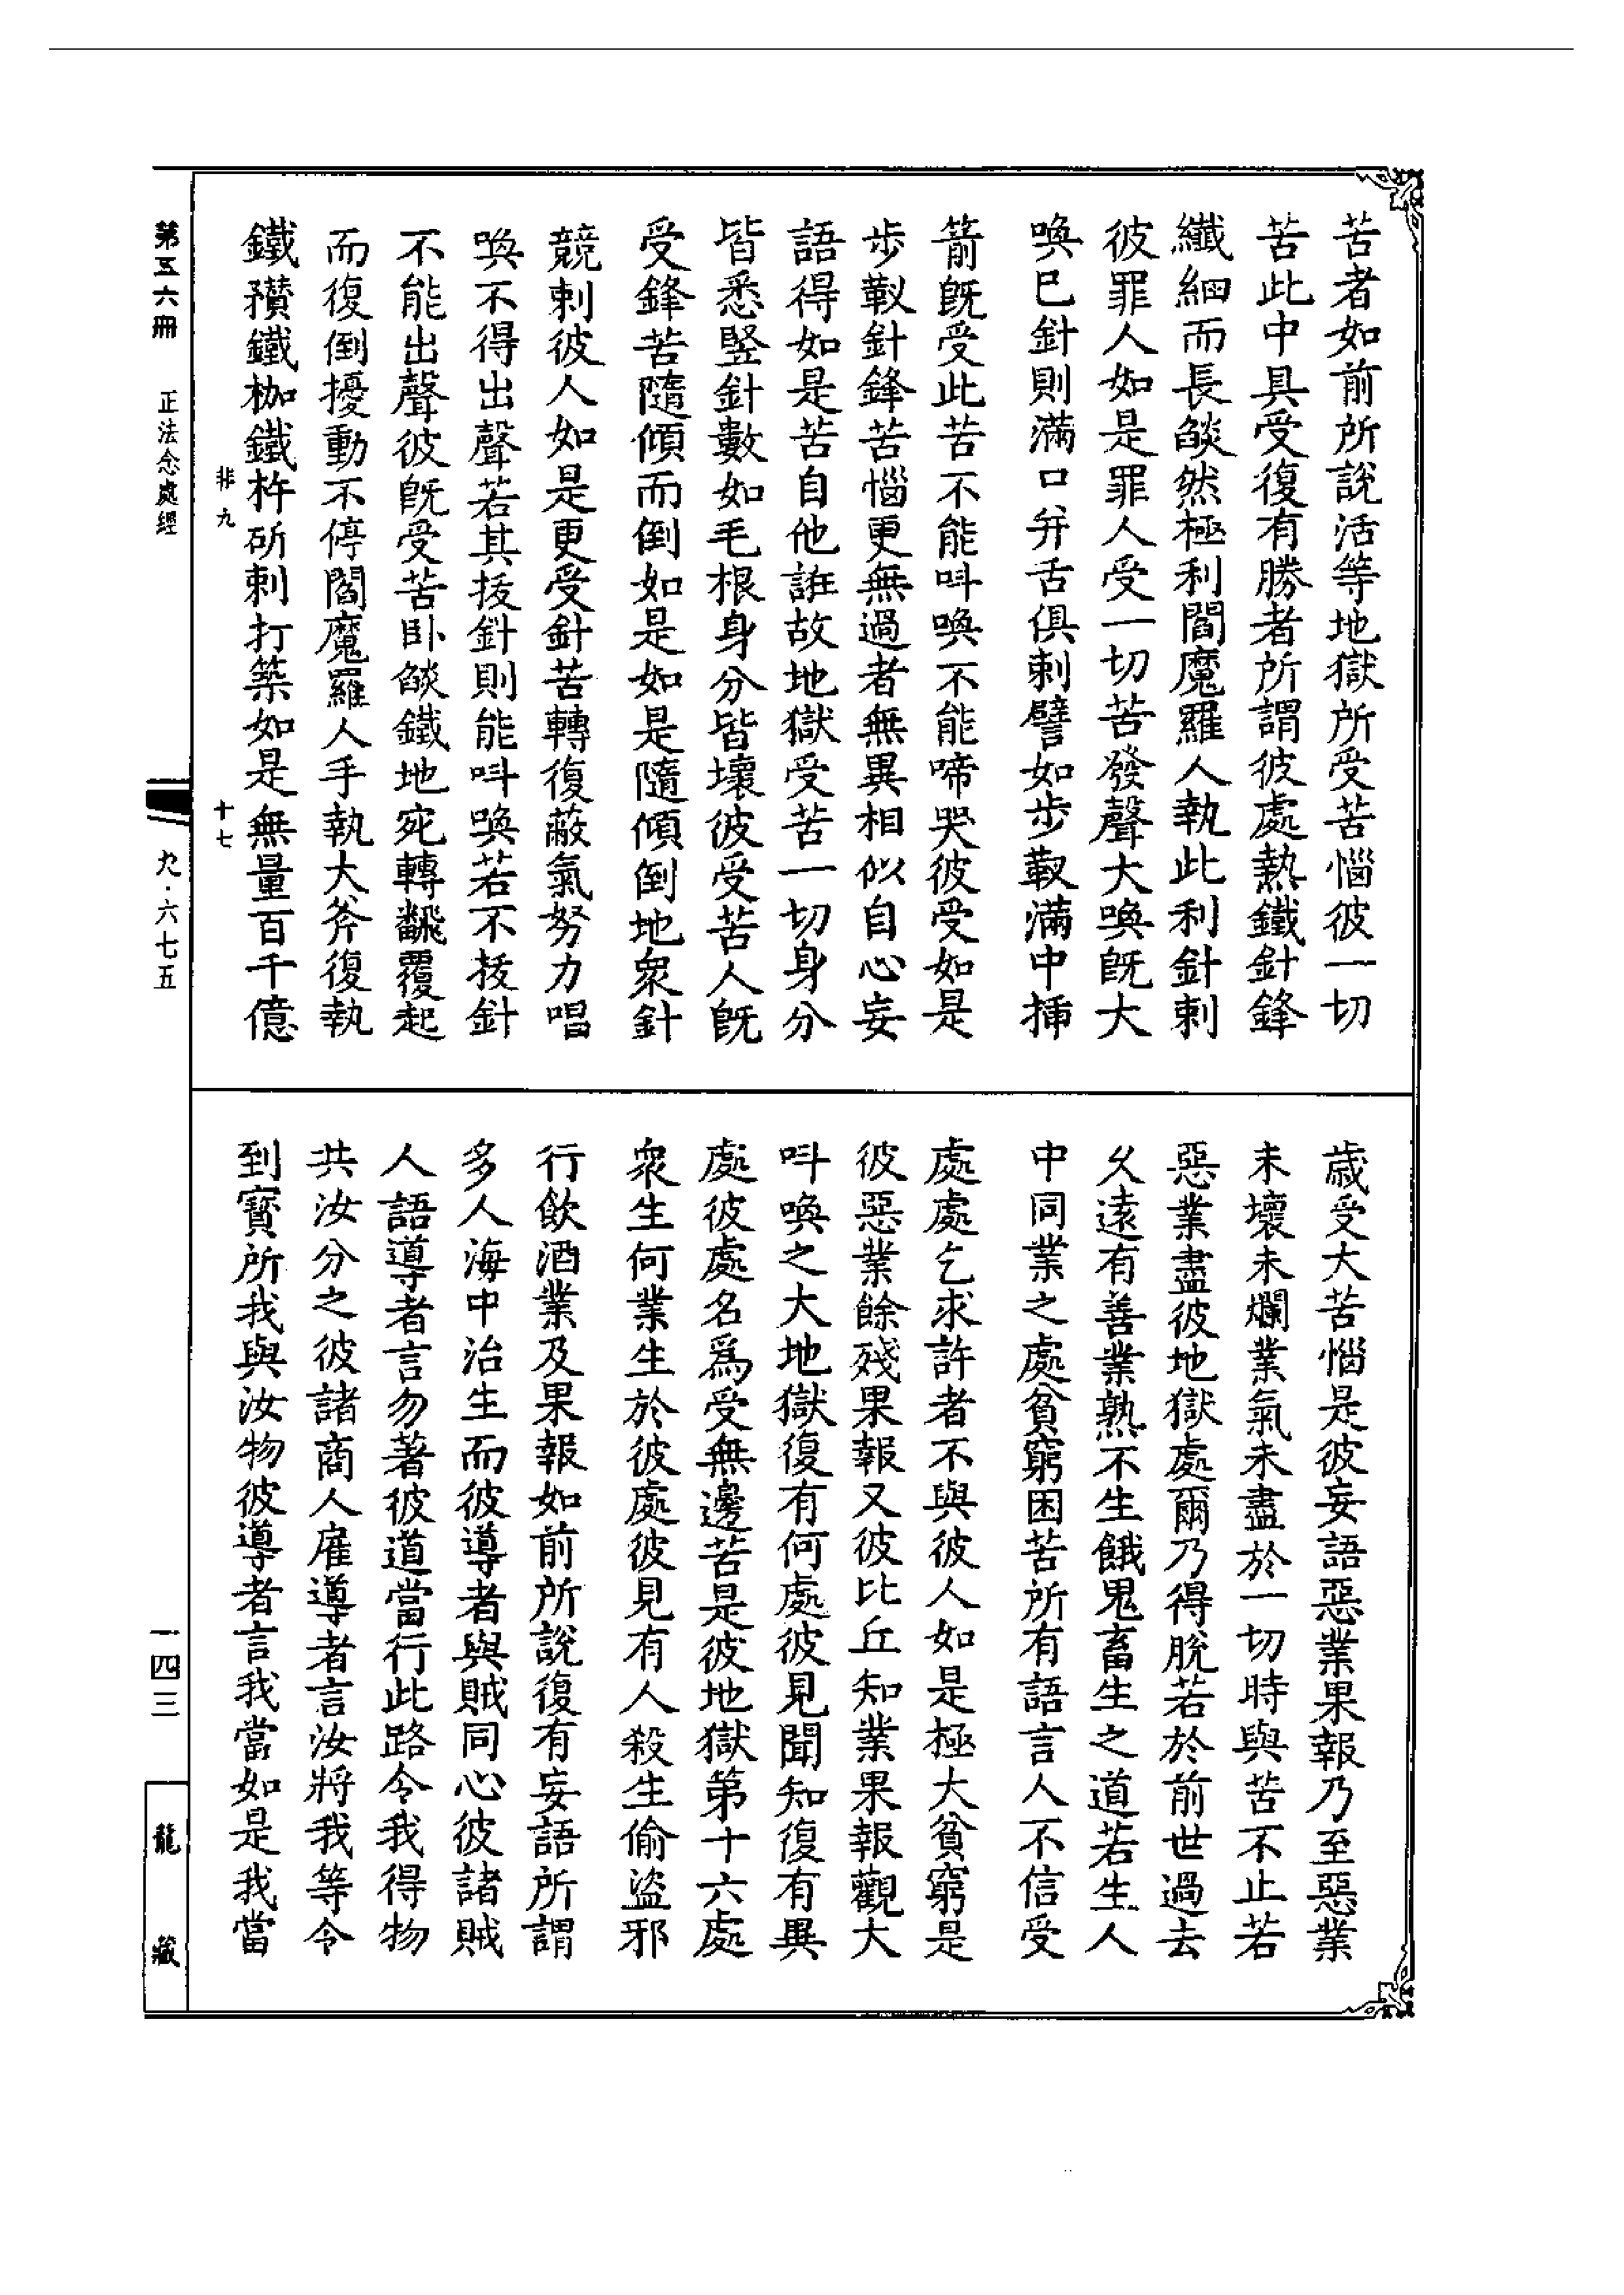 苦者如前所說活等地獄所受苦惱彼一切
苦此中具受復有勝者所謂彼處熱鐵針鋒
纖細而長燄然極利閻魔羅人執此利針刺
彼罪人如是罪人受一切苦發聲大喚旣大
喚已針則滿口并舌俱刺譬如步靫滿中揷
箭旣受此苦不能呌喚不能啼哭彼受如是
步靫針鋒苦惱更無過者無異相似自心妄
語得如是苦自他誑故地獄受苦一切身分
皆悉竪針數如毛根身分皆壞彼受苦人旣
受鋒苦隨傾而倒如是如是隨傾倒地衆針
競刺彼人如是更受針苦轉復蔽氣努力唱
喚不得出聲若其拔針則能呌喚若不拔針
不能出聲彼旣受苦卧燄鐵地宛轉飜覆起
而復倒擾動不停閻魔羅人手執大斧復執
鐵𥎞鐵枷鐵杵斫刺打築如是無量百千億
非九
十七
歲受大苦惱是彼妄語惡業果報乃至惡業
未壞未爛業氣未盡於一切時與苦不止若
惡業盡彼地獄處爾乃得脫若於前世過去
久遠有善業熟不生餓鬼畜生之道若生人
中同業之處貧窮困苦所有語言人不信受
處處乞求許者不與彼人如是極大貧窮是
彼惡業餘殘果報又彼比丘知業果報觀大
呌喚之大地獄復有何處彼見聞知復有異
處彼處名爲受無邊苦是彼地獄第十六處
衆生何業生於彼處彼見有人殺生偷盜邪
行飲酒業及果報如前所說復有妄語所謂
多人海中治生而彼導者與賊同心彼諸賊
人語導者言勿著彼道當行此路令我得物
共汝分之彼諸商人雇導者言汝將我等令
到寳所我與汝物彼導者言我當如是我當
第五六冊
正法念處經
九·六七五
一四三
龍藏